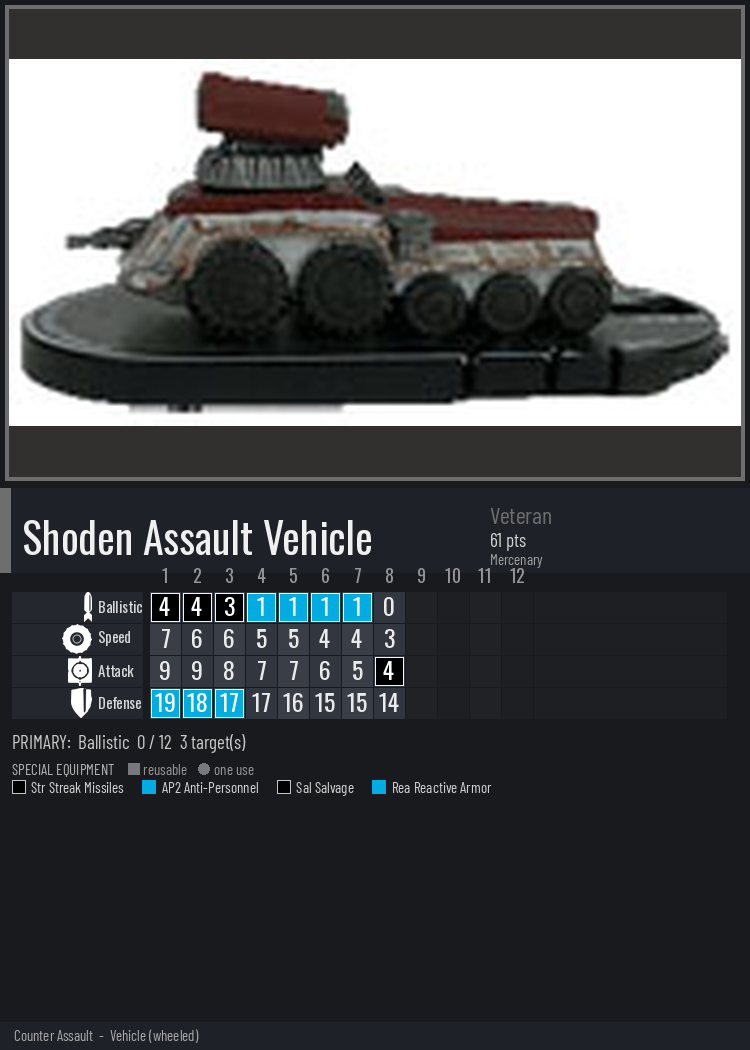 Shoden Assault Vehicle
Veteran
61 pts
Mercenary
1 2 3 4 5 6 7 8 9 10 11 12
Ballistic 4 4 3 1 1 1 1 0
Speed 7 6 6 5 5 4 4 3
Attack 9 9 8 7 7 6 5 4
Defense 19 18 17 17 16 15 15 14
PRIMARY: Ballistic 0 / 12 3 target(s)
SPECIAL EQUIPMENT reusable one use
Str Streak Missiles AP2 Anti-Personnel Sal Salvage Rea Reactive Armor
Counter Assault - Vehicle (wheeled)